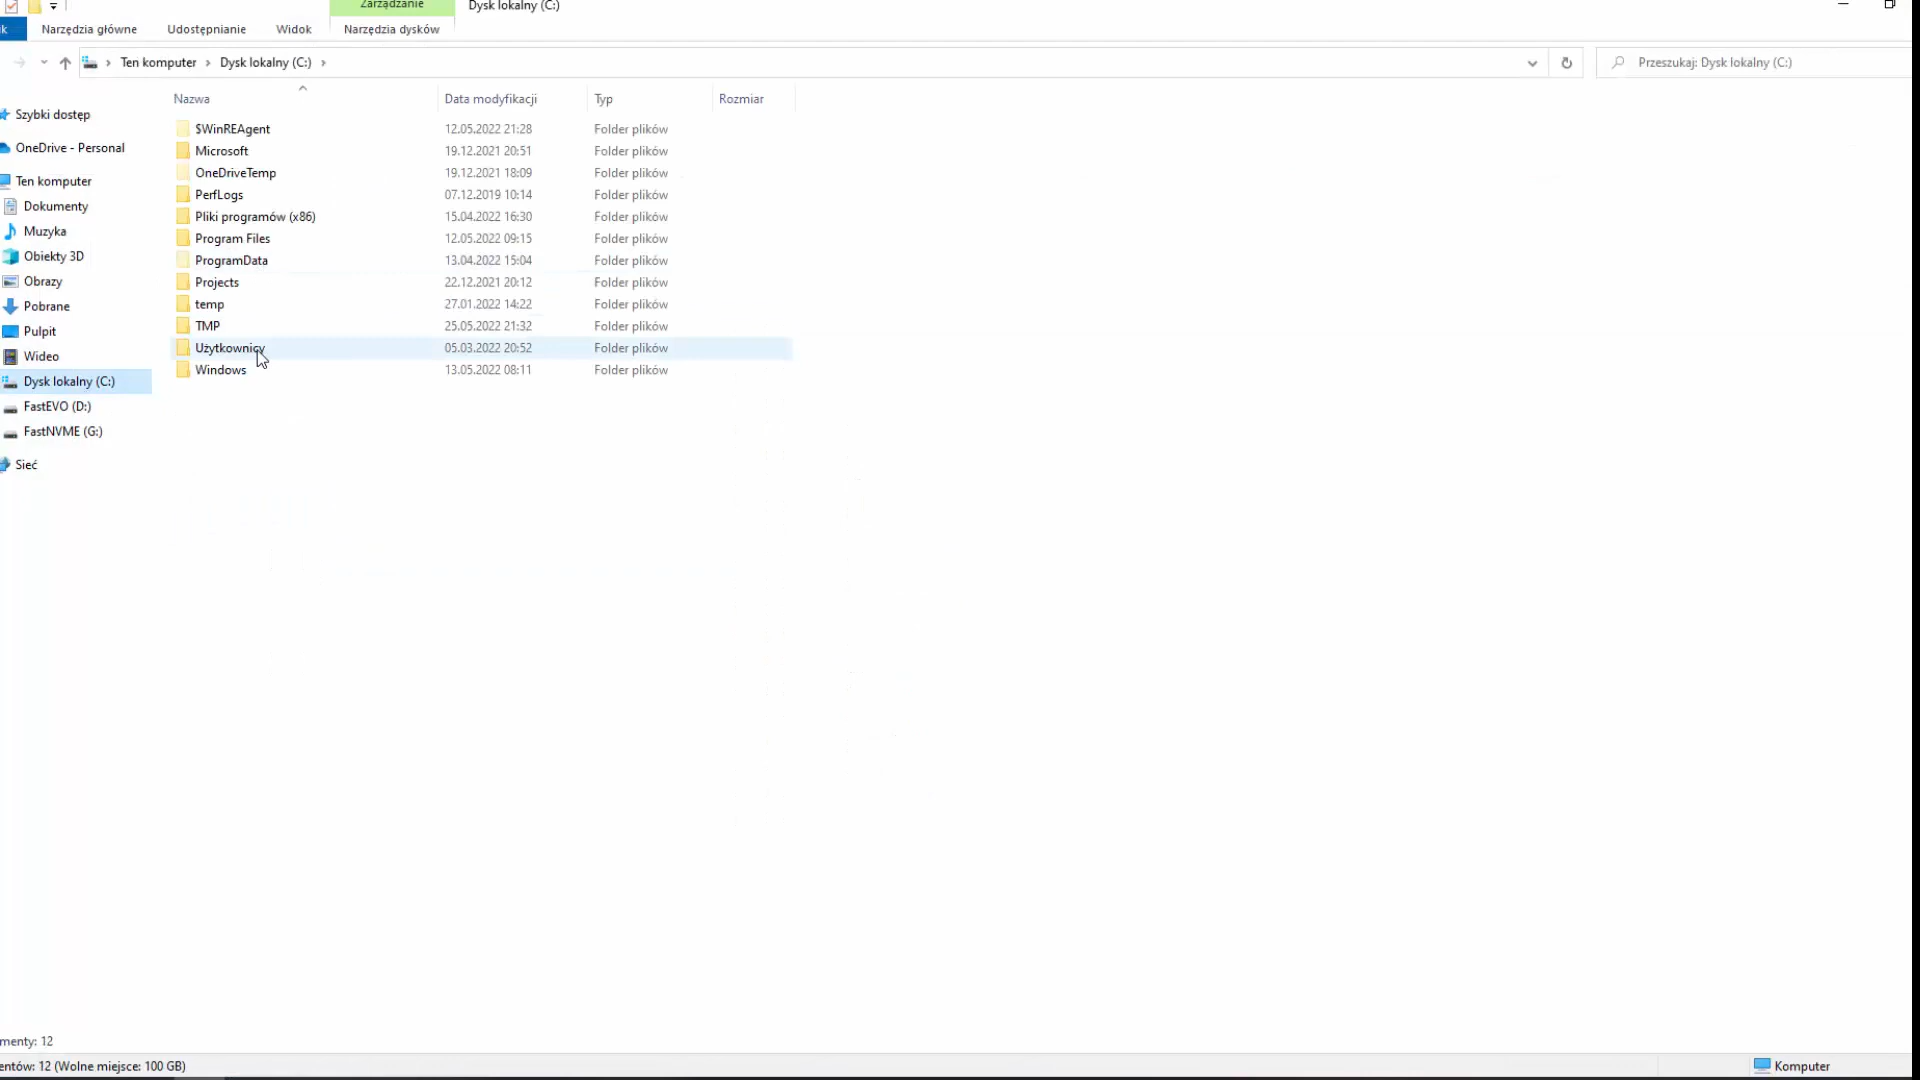 Zarządzanie
Dysk lokalny (C:)
Narzędzia główne
Udostępnianie
Widok
Narzędzia dysków
Ten komputer
Dysk lokalny (C:)
Przeszukaj: Dysk lokalny (C:)
Nazwa Data modyfikacji Typ Rozmiar
Szybki dostęp
OneDrive - Personal
Ten komputer
Dokumenty
Muzyka
Obiekty 3D
Obrazy
Pobrane
Pulpit
Wideo
Dysk lokalny (C:)
FastEVO (D:)
FastNVME (G:)
Sieć
$WinREAgent 12.05.2022 21:28 Folder plików
Microsoft 19.12.2021 20:51 Folder plików
OneDriveTemp 19.12.2021 18:09 Folder plików
PerfLogs 07.12.2019 10:14 Folder plików
Pliki programów (x86) 15.04.2022 16:30 Folder plików
Program Files 12.05.2022 09:15 Folder plików
ProgramData 13.04.2022 15:04 Folder plików
Projects 22.12.2021 20:12 Folder plików
temp 27.01.2022 14:22 Folder plików
TMP 25.05.2022 21:32 Folder plików
Użytkownicy 05.03.2022 20:52 Folder plików
Windows 13.05.2022 08:11 Folder plików
menty: 12
entów: 12 (Wolne miejsce: 100 GB)
Komputer